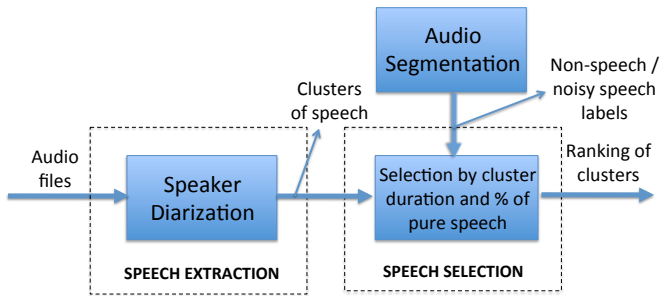 Audio
Segmentation
Non-speech /
noisy speech
labels
Clusters
of speech
Audio
files
Speaker
Diarization
Selection by cluster
duration and % of
pure speech
Ranking of
clusters
SPEECH EXTRACTION
SPEECH SELECTION